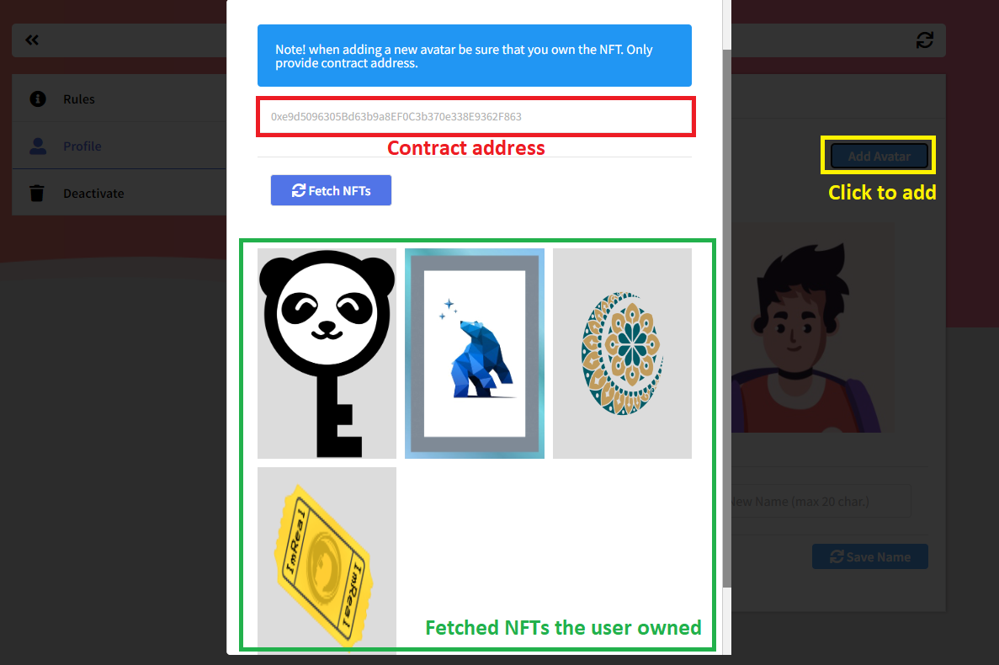 Note! when adding a new avatar be sure that you own the NFT. Only
provide contract address.
0xe9d5096305Bd63b9a8EF0C3b370e338E9362F863
Contract address
Rules
Profile
Deactivate
Add Avatar
Click to add
Fetch NFTs
ImReal
ImReal
New Name (max 20 char.)
Save Name
Fetched NFTs the user owned